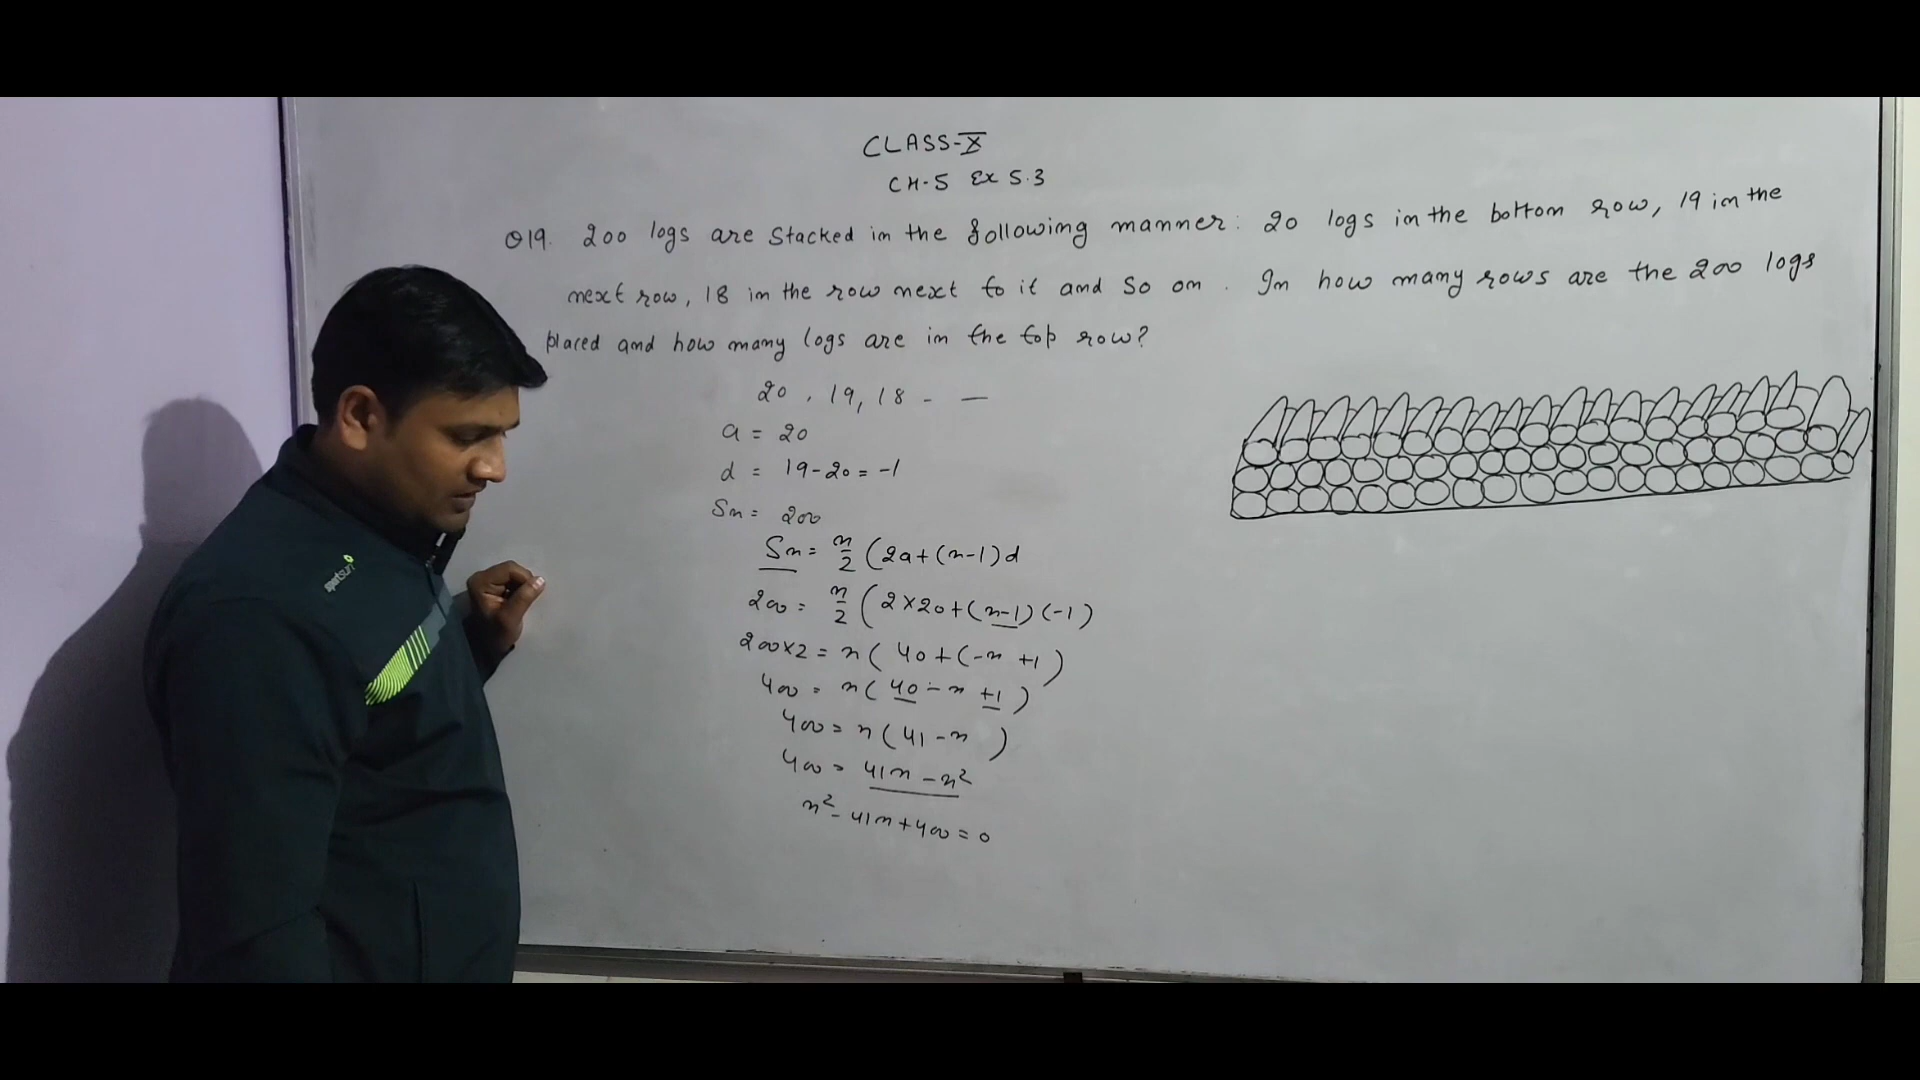 CLASS-X
CH-5 Ex 5.3
Q19. 200 logs are stacked in the following manner: 20 logs in the bottom row, 19 in the
next row, 18 in the row next to it and so on. In how many rows are the 200 logs
placed and how many logs are in the top row?
20, 19, 18 - —
a = 20
d = 19-20 = -1
Sn = 200
Sn = n/2 (2a+(n-1)d
200 = n/2 (2×20+(n-1)(-1)
200×2 = n( 40+(-n +1)
400 = n( 40-n +1)
400 = n(41-n )
400 = 41n - n²
n² - 41n + 400 = 0
sportsun